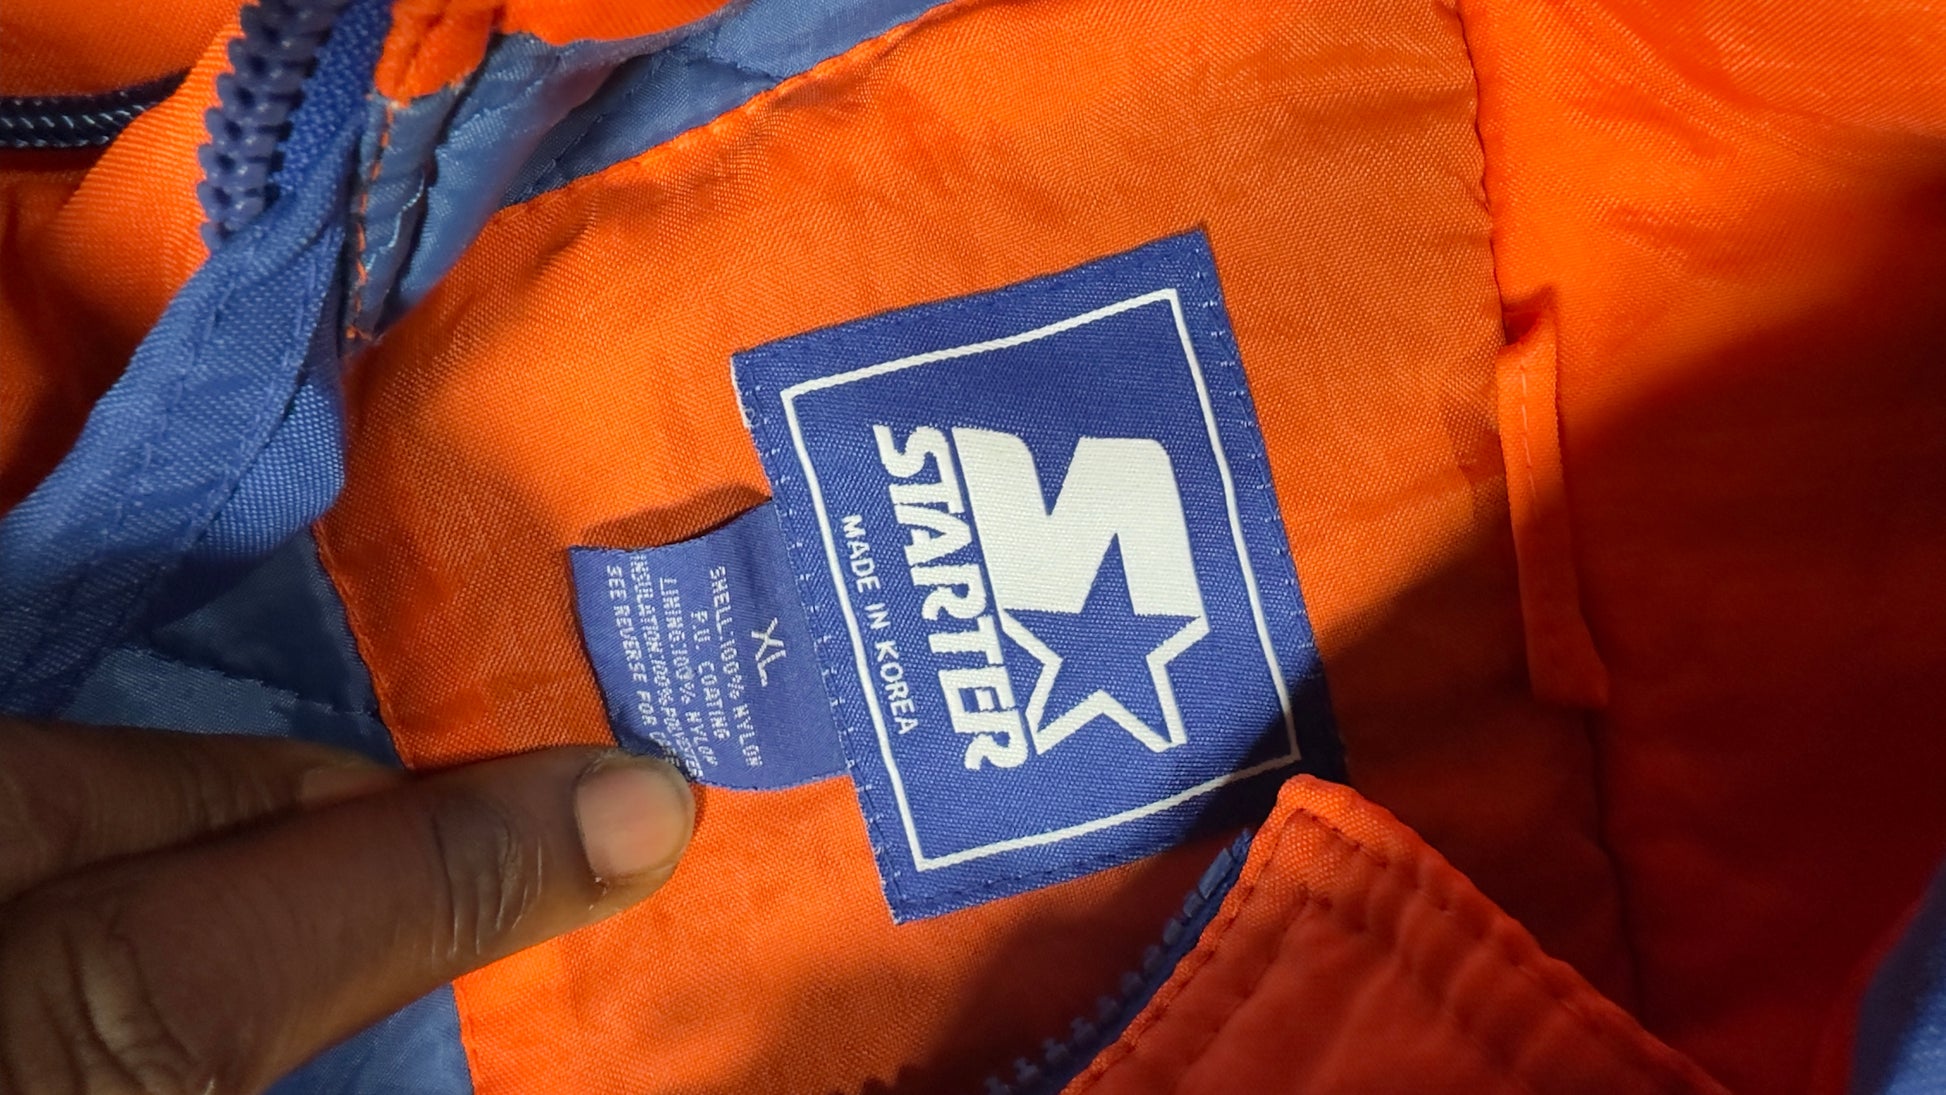 STARTER
MADE IN KOREA
XL
SHELL:100% NYLON
P.U. COATING
LINING:100% NYLON
INSULATION:100%POLYESTER
SEE REVERSE FOR